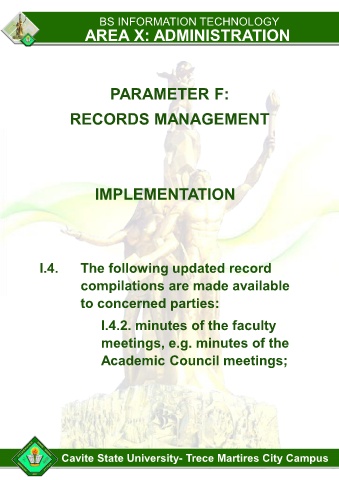 BS INFORMATION TECHNOLOGY
AREA X: ADMINISTRATION
PARAMETER F:
RECORDS MANAGEMENT
IMPLEMENTATION
I.4. The following updated record
compilations are made available
to concerned parties:
I.4.2. minutes of the faculty
meetings, e.g. minutes of the
Academic Council meetings;
Cavite State University- Trece Martires City Campus